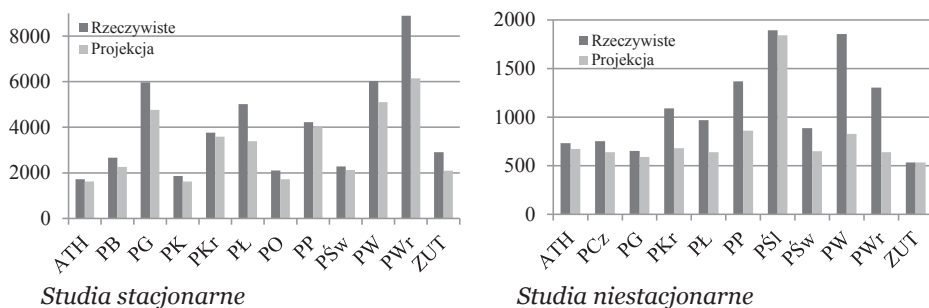 8000
6000
4000
2000
0
Rzeczywiste
Projekcja
ATH PB PG PK PKr PŁ PO PP PŚw PW PWr ZUT
Studia stacjonarne
2000
1500
1000
500
0
Rzeczywiste
Projekcja
ATH PCz PG PKr PŁ PP PŚl PŚw PW PWr ZUT
Studia niestacjonarne